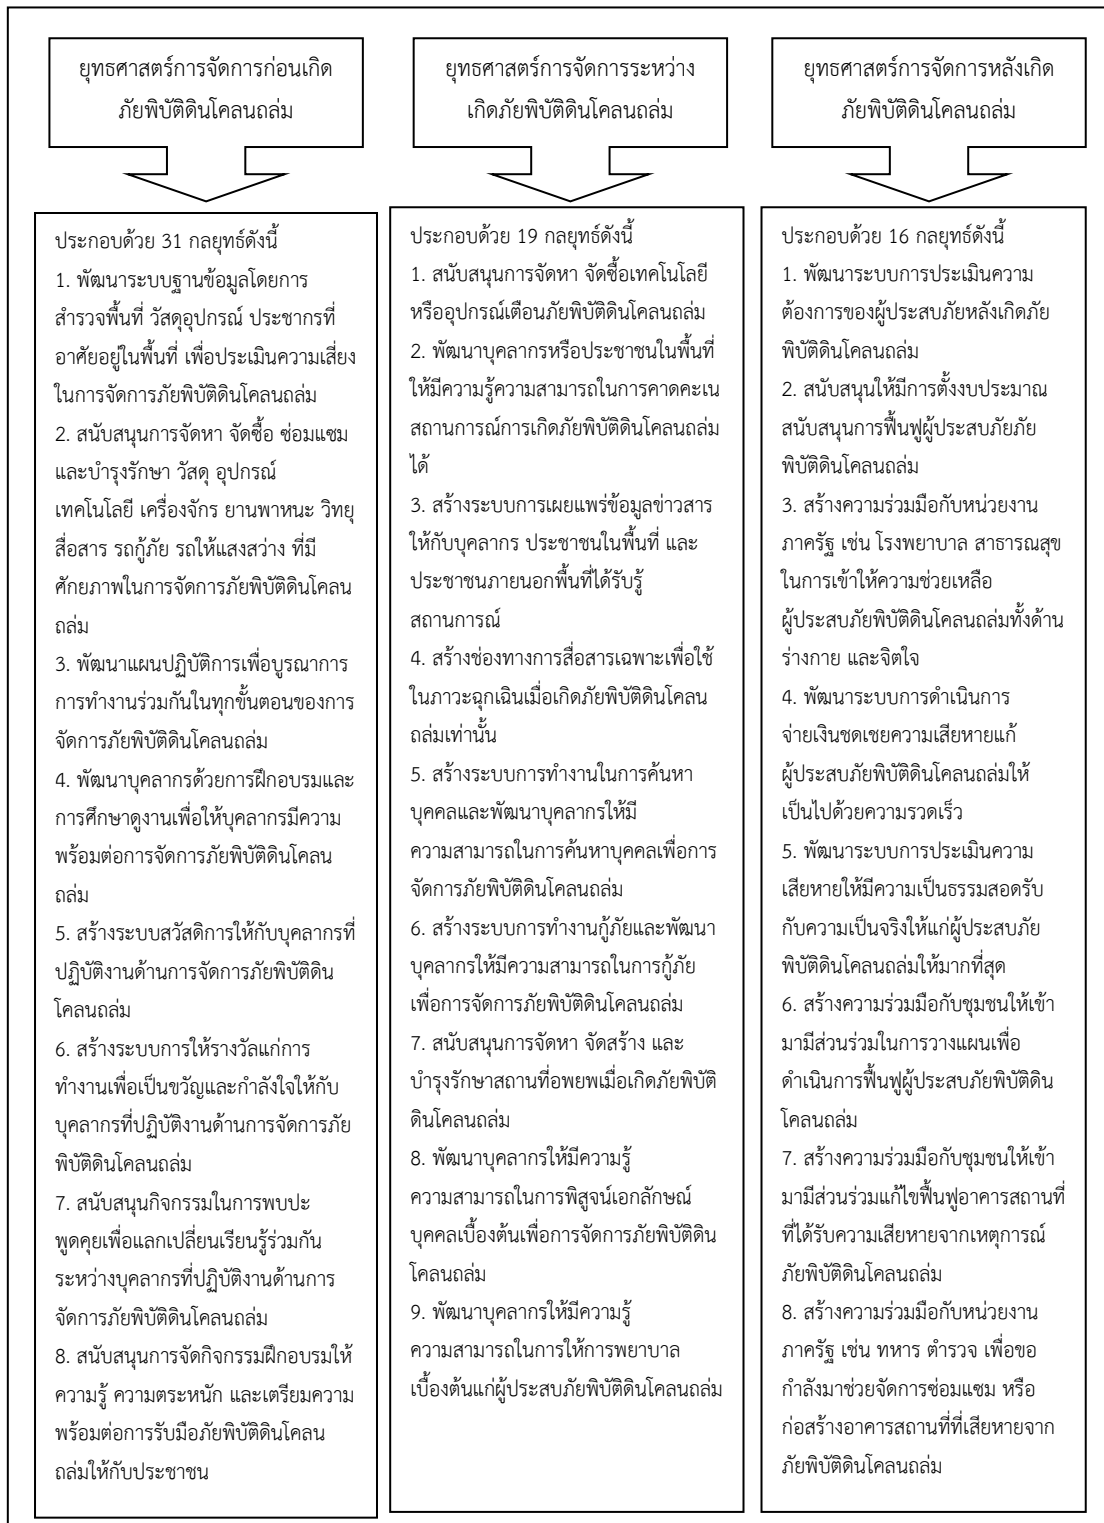 ยุทธศาสตร์การจัดการก่อนเกิด
ภัยพิบัติดินโคลนถล่ม
ประกอบด้วย 31 กลยุทธ์ดังนี้
1. พัฒนาระบบฐานข้อมูลโดยการ
สำรวจพื้นที่ วัสดุอุปกรณ์ ประชากรที่
อาศัยอยู่ในพื้นที่ เพื่อประเมินความเสี่ยง
ในการจัดการภัยพิบัติดินโคลนถล่ม
2. สนับสนุนการจัดหา จัดซื้อ ซ่อมแซม
และบำรุงรักษา วัสดุ อุปกรณ์
เทคโนโลยี เครื่องจักร ยานพาหนะ วิทยุ
สื่อสาร รถกู้ภัย รถให้แสงสว่าง ที่มี
ศักยภาพในการจัดการภัยพิบัติดินโคลน
ถล่ม
3. พัฒนาแผนปฏิบัติการเพื่อบูรณาการ
การทำงานร่วมกันในทุกขั้นตอนของการ
จัดการภัยพิบัติดินโคลนถล่ม
4. พัฒนาบุคลากรด้วยการฝึกอบรมและ
การศึกษาดูงานเพื่อให้บุคลากรมีความ
พร้อมต่อการจัดการภัยพิบัติดินโคลน
ถล่ม
5. สร้างระบบสวัสดิการให้กับบุคลากรที่
ปฏิบัติงานด้านการจัดการภัยพิบัติดิน
โคลนถล่ม
6. สร้างระบบการให้รางวัลแก่การ
ทำงานเพื่อเป็นขวัญและกำลังใจให้กับ
บุคลากรที่ปฏิบัติงานด้านการจัดการภัย
พิบัติดินโคลนถล่ม
7. สนับสนุนกิจกรรมในการพบปะ
พูดคุยเพื่อแลกเปลี่ยนเรียนรู้ร่วมกัน
ระหว่างบุคลากรที่ปฏิบัติงานด้านการ
จัดการภัยพิบัติดินโคลนถล่ม
8. สนับสนุนการจัดกิจกรรมฝึกอบรมให้
ความรู้ ความตระหนัก และเตรียมความ
พร้อมต่อการรับมือภัยพิบัติดินโคลน
ถล่มให้กับประชาชน
ยุทธศาสตร์การจัดการระหว่าง
เกิดภัยพิบัติดินโคลนถล่ม
ประกอบด้วย 19 กลยุทธ์ดังนี้
1. สนับสนุนการจัดหา จัดซื้อเทคโนโลยี
หรืออุปกรณ์เตือนภัยพิบัติดินโคลนถล่ม
2. พัฒนาบุคลากรหรือประชาชนในพื้นที่
ให้มีความรู้ความสามารถในการคาดคะเน
สถานการณ์การเกิดภัยพิบัติดินโคลนถล่ม
ได้
3. สร้างระบบการเผยแพร่ข้อมูลข่าวสาร
ให้กับบุคลากร ประชาชนในพื้นที่ และ
ประชาชนภายนอกพื้นที่ได้รับรู้
สถานการณ์
4. สร้างช่องทางการสื่อสารเฉพาะเพื่อใช้
ในภาวะฉุกเฉินเมื่อเกิดภัยพิบัติดินโคลน
ถล่มเท่านั้น
5. สร้างระบบการทำงานในการค้นหา
บุคคลและพัฒนาบุคลากรให้มี
ความสามารถในการค้นหาบุคคลเพื่อการ
จัดการภัยพิบัติดินโคลนถล่ม
6. สร้างระบบการทำงานกู้ภัยและพัฒนา
บุคลากรให้มีความสามารถในการกู้ภัย
เพื่อการจัดการภัยพิบัติดินโคลนถล่ม
7. สนับสนุนการจัดหา จัดสร้าง และ
บำรุงรักษาสถานที่อพยพเมื่อเกิดภัยพิบัติ
ดินโคลนถล่ม
8. พัฒนาบุคลากรให้มีความรู้
ความสามารถในการพิสูจน์เอกลักษณ์
บุคคลเบื้องต้นเพื่อการจัดการภัยพิบัติดิน
โคลนถล่ม
9. พัฒนาบุคลากรให้มีความรู้
ความสามารถในการให้การพยาบาล
เบื้องต้นแก่ผู้ประสบภัยพิบัติดินโคลนถล่ม
ยุทธศาสตร์การจัดการหลังเกิด
ภัยพิบัติดินโคลนถล่ม
ประกอบด้วย 16 กลยุทธ์ดังนี้
1. พัฒนาระบบการประเมินความ
ต้องการของผู้ประสบภัยหลังเกิดภัย
พิบัติดินโคลนถล่ม
2. สนับสนุนให้มีการตั้งงบประมาณ
สนับสนุนการฟื้นฟูผู้ประสบภัยภัย
พิบัติดินโคลนถล่ม
3. สร้างความร่วมมือกับหน่วยงาน
ภาครัฐ เช่น โรงพยาบาล สาธารณสุข
ในการเข้าให้ความช่วยเหลือ
ผู้ประสบภัยพิบัติดินโคลนถล่มทั้งด้าน
ร่างกาย และจิตใจ
4. พัฒนาระบบการดำเนินการ
จ่ายเงินชดเชยความเสียหายแก้
ผู้ประสบภัยพิบัติดินโคลนถล่มให้
เป็นไปด้วยความรวดเร็ว
5. พัฒนาระบบการประเมินความ
เสียหายให้มีความเป็นธรรมสอดรับ
กับความเป็นจริงให้แก่ผู้ประสบภัย
พิบัติดินโคลนถล่มให้มากที่สุด
6. สร้างความร่วมมือกับชุมชนให้เข้า
มามีส่วนร่วมในการวางแผนเพื่อ
ดำเนินการฟื้นฟูผู้ประสบภัยพิบัติดิน
โคลนถล่ม
7. สร้างความร่วมมือกับชุมชนให้เข้า
มามีส่วนร่วมแก้ไขฟื้นฟูอาคารสถานที่
ที่ได้รับความเสียหายจากเหตุการณ์
ภัยพิบัติดินโคลนถล่ม
8. สร้างความร่วมมือกับหน่วยงาน
ภาครัฐ เช่น ทหาร ตำรวจ เพื่อขอ
กำลังมาช่วยจัดการซ่อมแซม หรือ
ก่อสร้างอาคารสถานที่ที่เสียหายจาก
ภัยพิบัติดินโคลนถล่ม